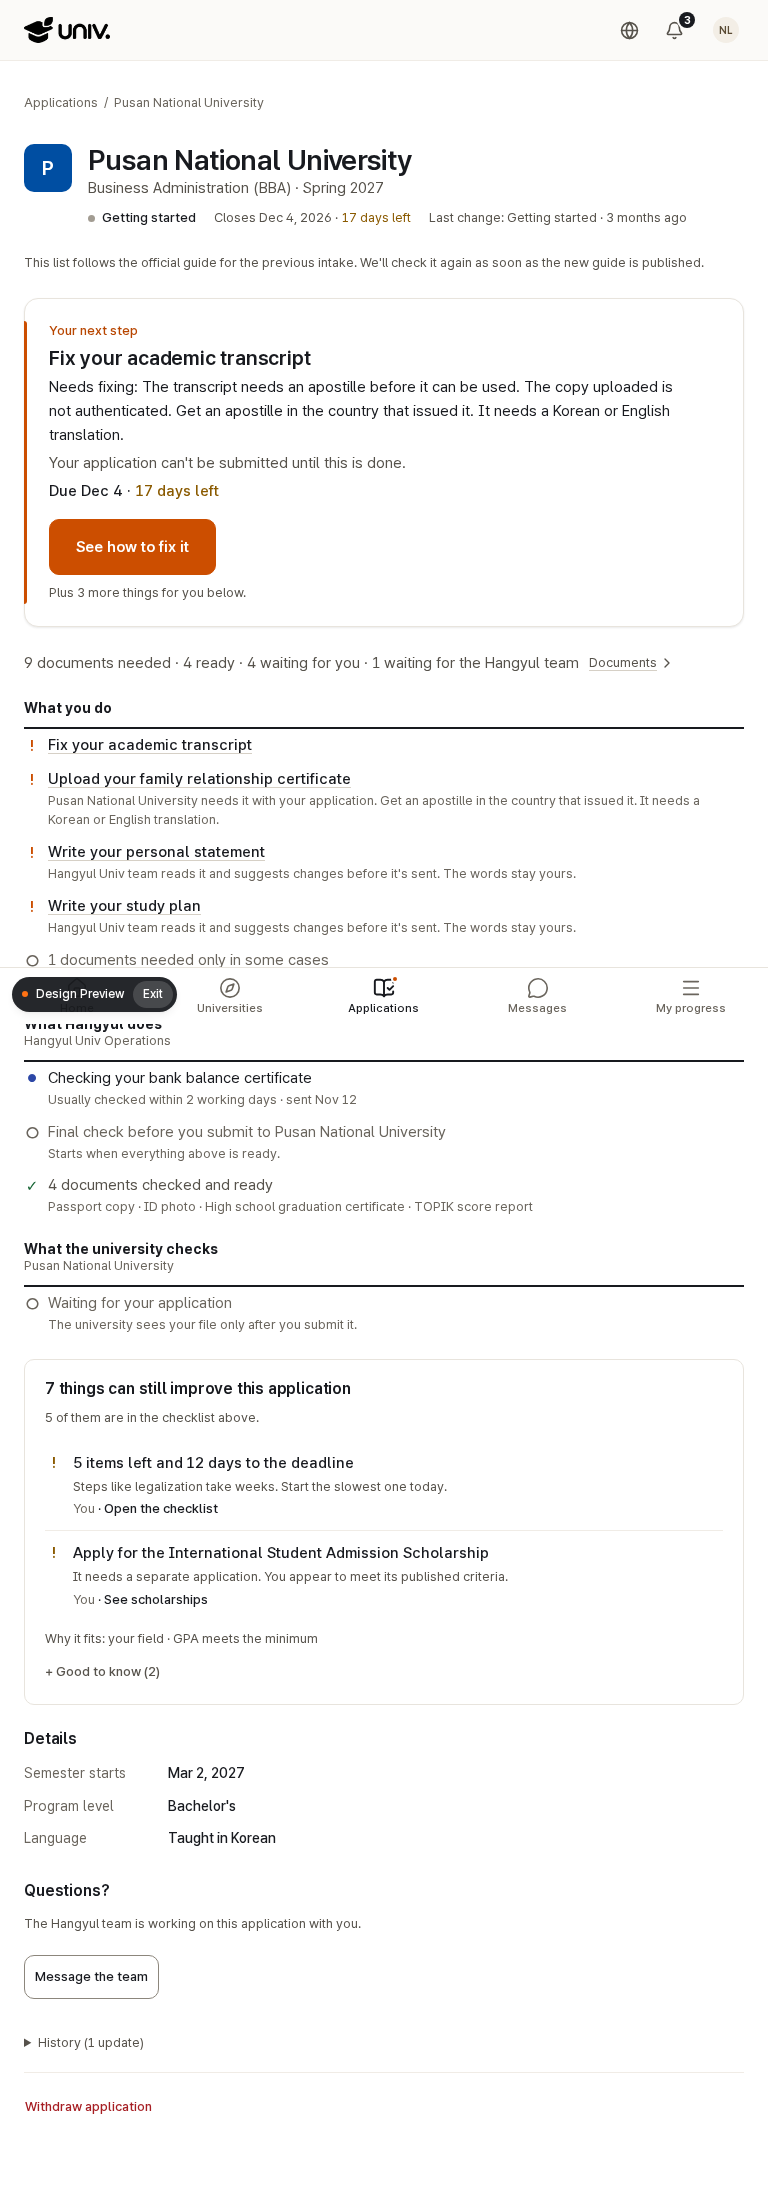 UNIV.
3
NL
Applications / Pusan National University
P
Pusan National University
Business Administration (BBA) · Spring 2027
Getting started
Closes Dec 4, 2026 · 17 days left
Last change: Getting started · 3 months ago
This list follows the official guide for the previous intake. We'll check it again as soon as the new guide is published.
Your next step
Fix your academic transcript
Needs fixing: The transcript needs an apostille before it can be used. The copy uploaded is
not authenticated. Get an apostille in the country that issued it. It needs a Korean or English
translation.
Your application can't be submitted until this is done.
Due Dec 4 · 17 days left
See how to fix it
Plus 3 more things for you below.
9 documents needed · 4 ready · 4 waiting for you · 1 waiting for the Hangyul team
Documents
What you do
! Fix your academic transcript
! Upload your family relationship certificate
Pusan National University needs it with your application. Get an apostille in the country that issued it. It needs a
Korean or English translation.
! Write your personal statement
Hangyul Univ team reads it and suggests changes before it's sent. The words stay yours.
! Write your study plan
Hangyul Univ team reads it and suggests changes before it's sent. The words stay yours.
1 documents needed only in some cases
Design Preview
Exit
Universities
Applications
Messages
My progress
What Hangyul does
Hangyul Univ Operations
Checking your bank balance certificate
Usually checked within 2 working days · sent Nov 12
Final check before you submit to Pusan National University
Starts when everything above is ready.
✓ 4 documents checked and ready
Passport copy · ID photo · High school graduation certificate · TOPIK score report
What the university checks
Pusan National University
Waiting for your application
The university sees your file only after you submit it.
7 things can still improve this application
5 of them are in the checklist above.
! 5 items left and 12 days to the deadline
Steps like legalization take weeks. Start the slowest one today.
You · Open the checklist
! Apply for the International Student Admission Scholarship
It needs a separate application. You appear to meet its published criteria.
You · See scholarships
Why it fits: your field · GPA meets the minimum
+ Good to know (2)
Details
Semester starts
Mar 2, 2027
Program level
Bachelor's
Language
Taught in Korean
Questions?
The Hangyul team is working on this application with you.
Message the team
History (1 update)
Withdraw application